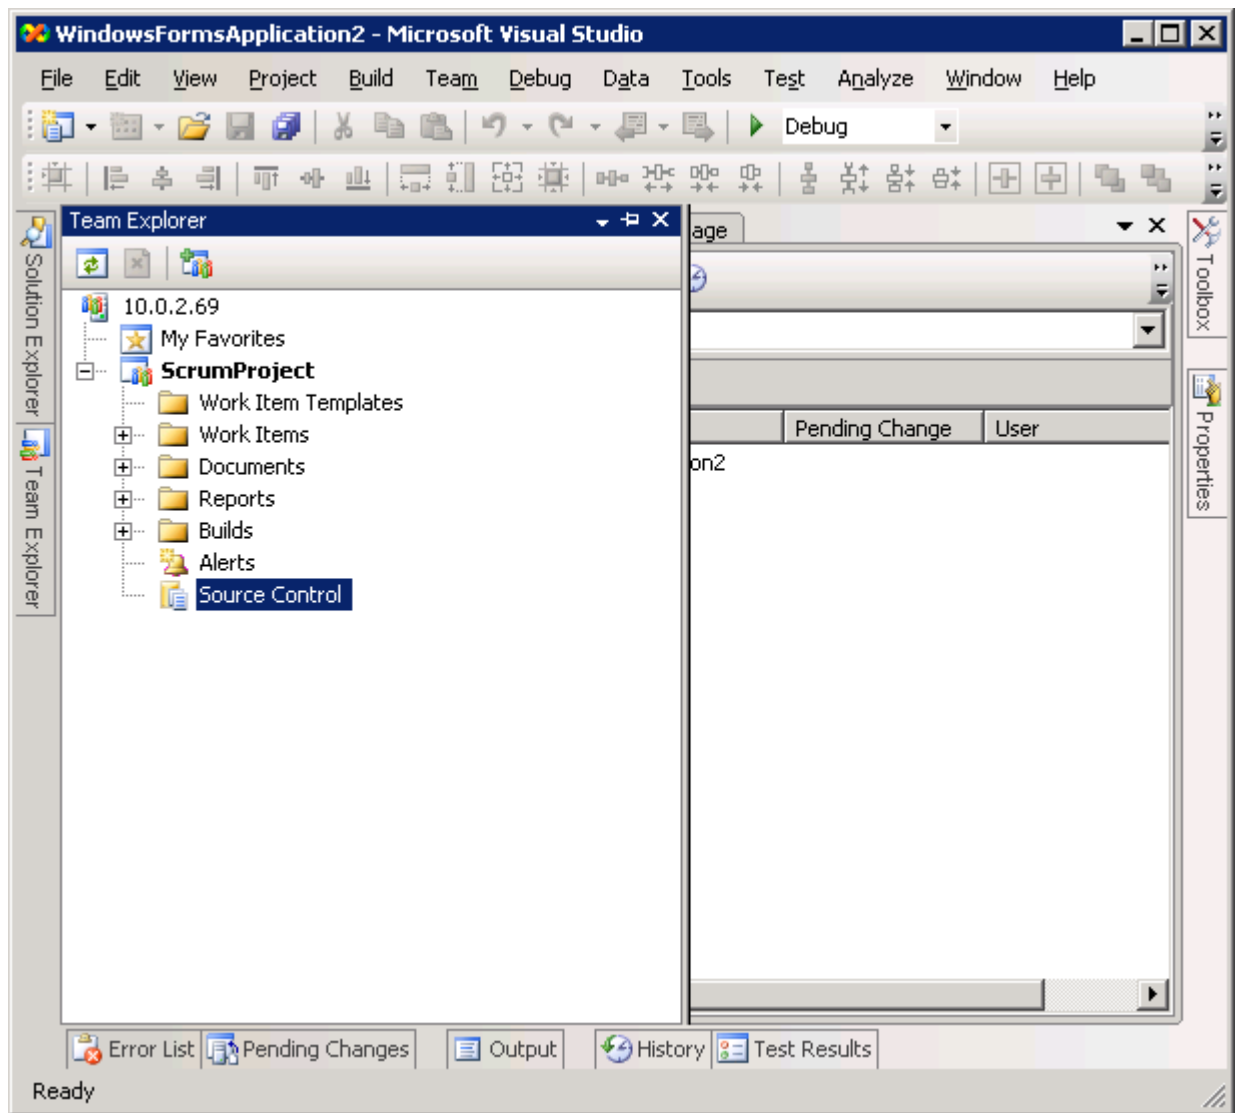 WindowsFormsApplication2 - Microsoft Visual Studio
File Edit View Project Build Team Debug Data Tools Test Analyze Window Help
Debug
Solution Explorer
Team Explorer
Team Explorer
10.0.2.69
My Favorites
ScrumProject
Work Item Templates
Work Items
Documents
Reports
Builds
Alerts
Source Control
age
Pending Change User
on2
Toolbox
Properties
Error List Pending Changes Output History Test Results
Ready